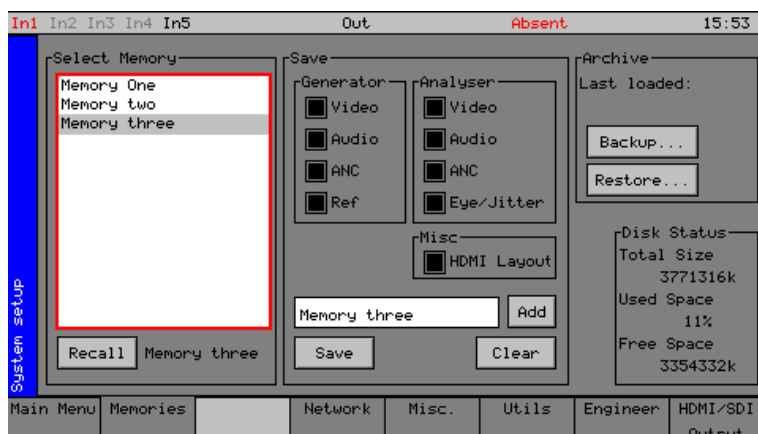 In1 In2 In3 In4 In5 Out Absent 15:53
System setup
Select Memory
Memory One
Memory two
Memory three
Recall Memory three
Save
Generator
Video
Audio
ANC
Ref
Analyser
Video
Audio
ANC
Eye/Jitter
Misc
HDMI Layout
Memory three Add
Save Clear
Archive
Last loaded:
Backup...
Restore...
Disk Status
Total Size
3771316k
Used Space
11%
Free Space
3354332k
Main Menu Memories Network Misc. Utils Engineer HDMI/SDI
Output